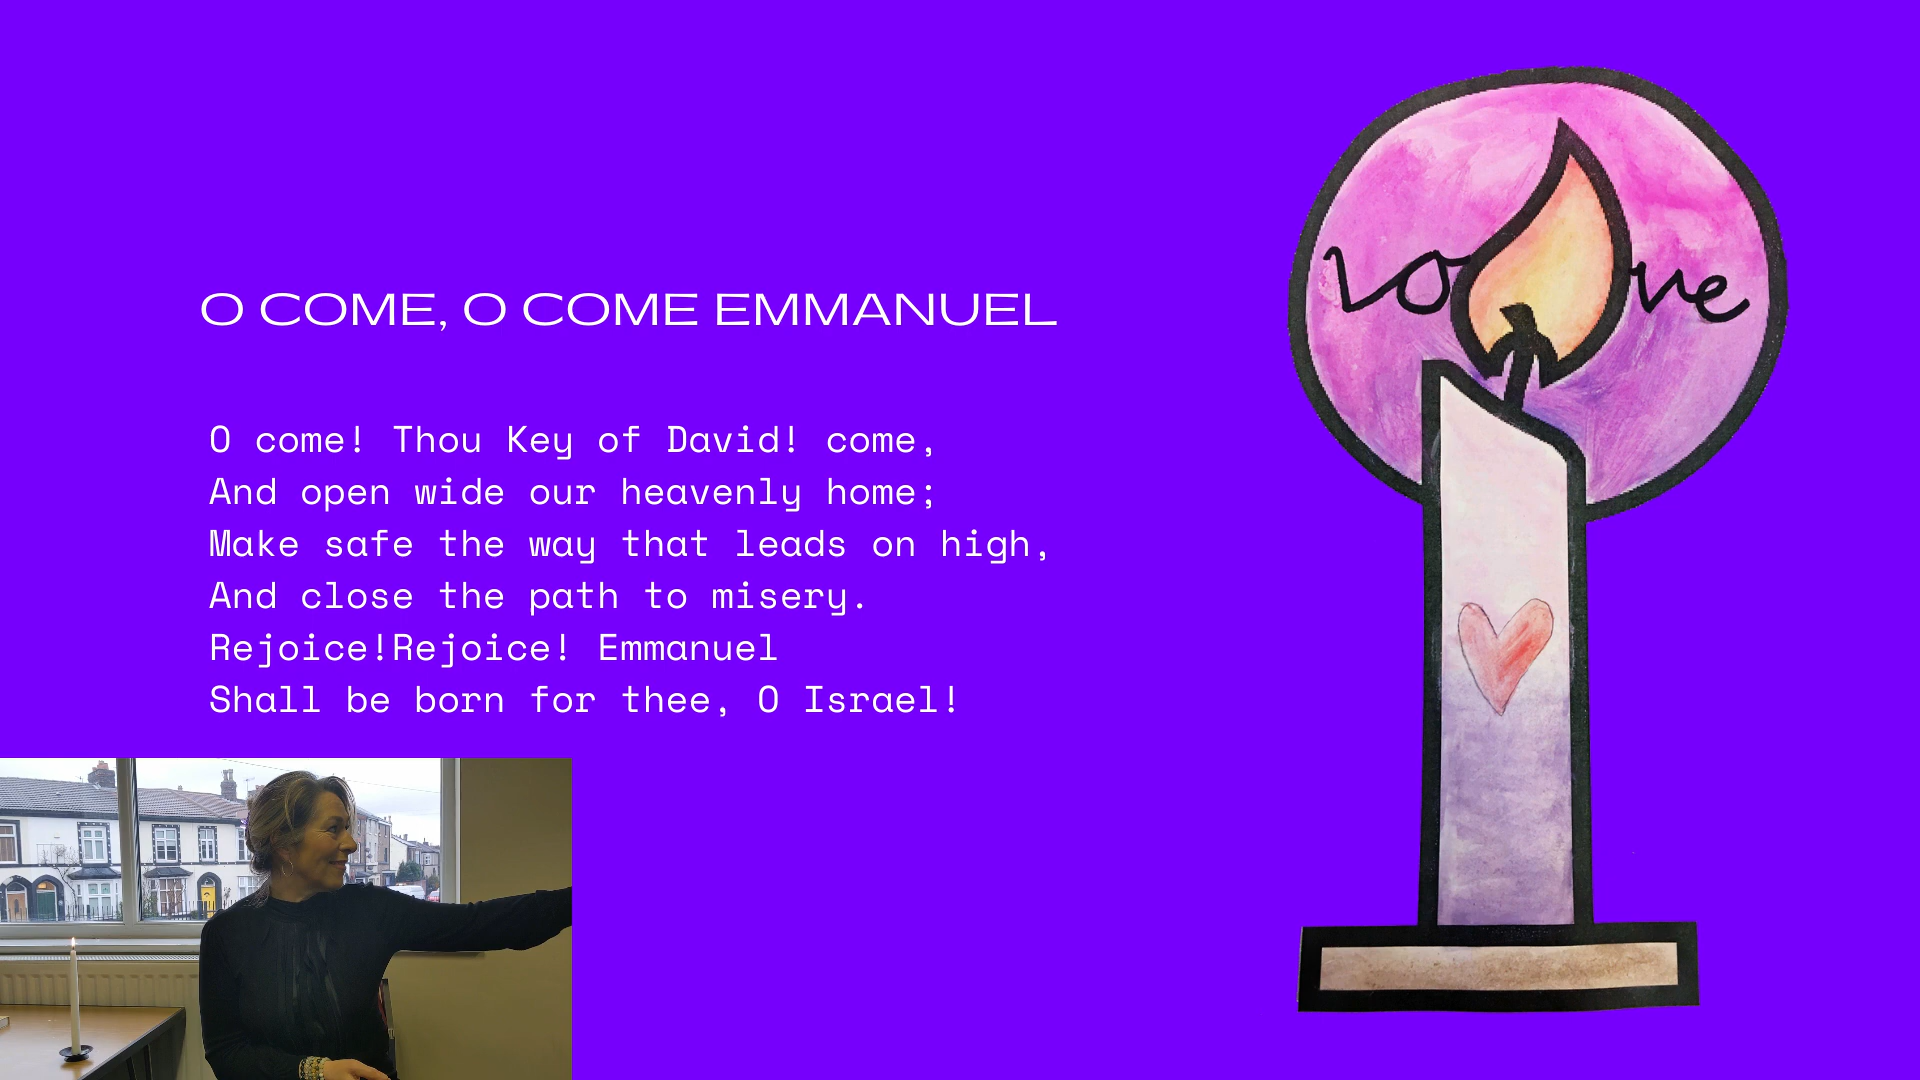 O COME, O COME EMMANUEL
O come! Thou Key of David! come,
And open wide our heavenly home;
Make safe the way that leads on high,
And close the path to misery.
Rejoice!Rejoice! Emmanuel
Shall be born for thee, O Israel!
love